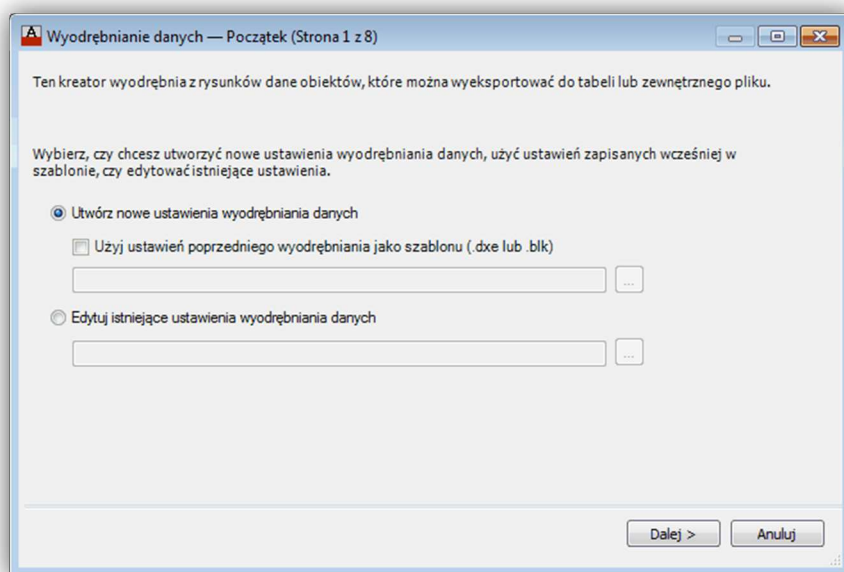 Wyodrębnianie danych — Początek (Strona 1 z 8)
Ten kreator wyodrębnia z rysunków dane obiektów, które można wyeksportować do tabeli lub zewnętrznego pliku.
Wybierz, czy chcesz utworzyć nowe ustawienia wyodrębniania danych, użyć ustawień zapisanych wcześniej w
szablonie, czy edytować istniejące ustawienia.
Utwórz nowe ustawienia wyodrębniania danych
Użyj ustawień poprzedniego wyodrębniania jako szablonu (.dxe lub .blk)
...
Edytuj istniejące ustawienia wyodrębniania danych
...
Dalej > Anuluj